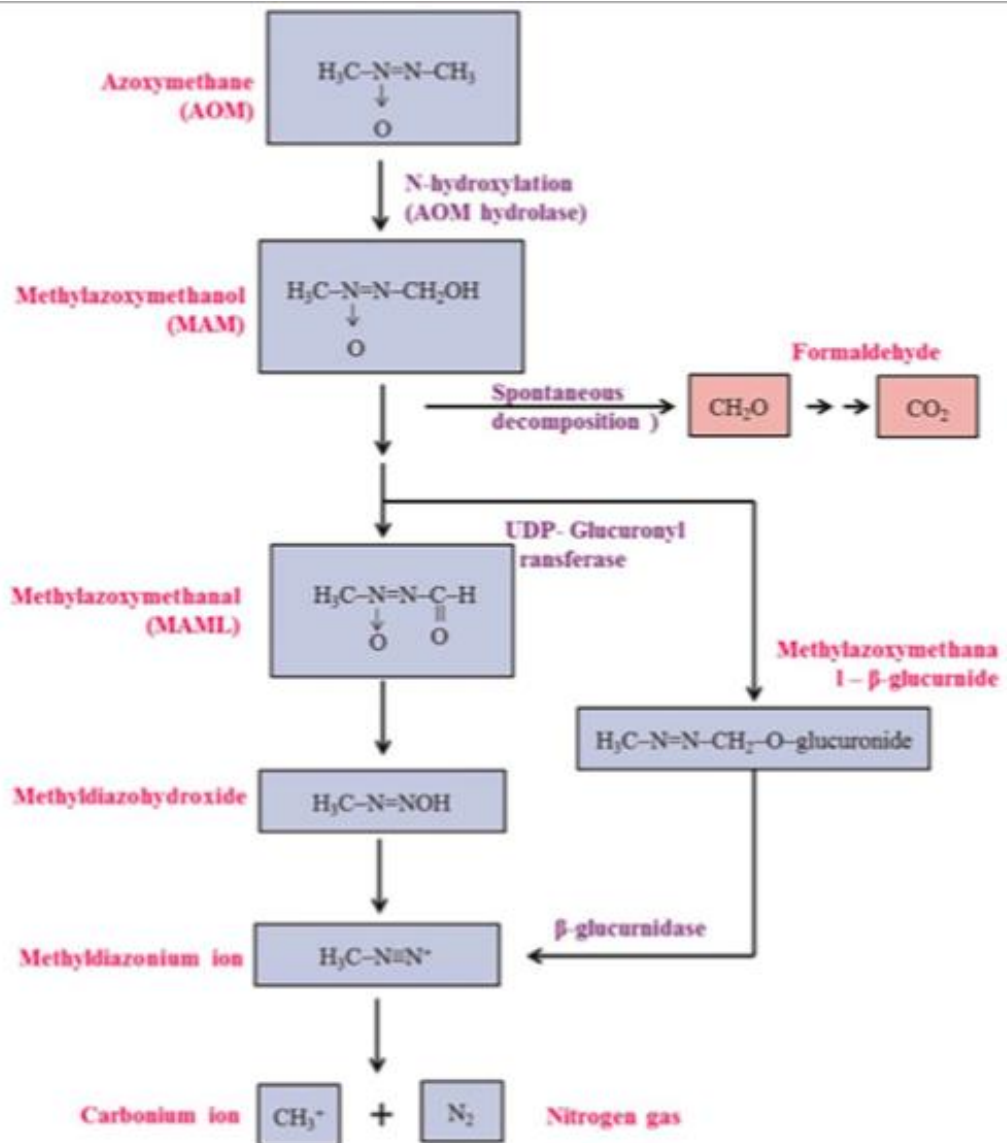 H₃C–N=N–CH₃
↓
O
Azoxymethane
(AOM)
N-hydroxylation
(AOM hydrolase)
H₃C–N=N–CH₂OH
↓
O
Methylazoxymethanol
(MAM)
Formaldehyde
Spontaneous
decomposition )
CH₂O
CO₂
UDP- Glucuronyl
ransferase
H₃C–N=N–C–H
↓ ||
O O
Methylazoxymethanal
(MAML)
Methylazoxymethana
l – β-glucurnide
H₃C–N=N–CH₂–O–glucuronide
Methyldiazohydroxide
H₃C–N=NOH
β-glucurnidase
Methyldiazonium ion
H₃C–N≡N⁺
Carbonium ion
CH₃⁺
+
N₂
Nitrogen gas